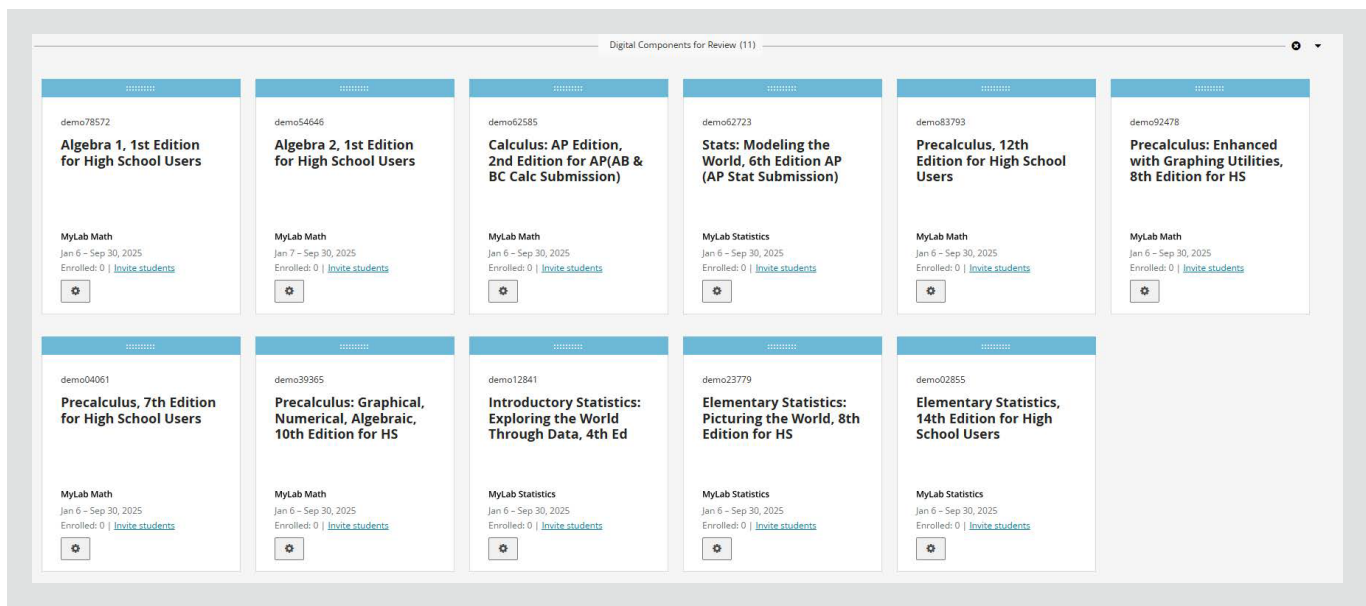 Digital Components for Review (11)
demo78572
Algebra 1, 1st Edition
for High School Users
MyLab Math
Jan 6 – Sep 30, 2025
Enrolled: 0 | Invite students
demo54646
Algebra 2, 1st Edition
for High School Users
MyLab Math
Jan 7 – Sep 30, 2025
Enrolled: 0 | Invite students
demo62585
Calculus: AP Edition,
2nd Edition for AP(AB &
BC Calc Submission)
MyLab Math
Jan 6 – Sep 30, 2025
Enrolled: 0 | Invite students
demo62723
Stats: Modeling the
World, 6th Edition AP
(AP Stat Submission)
MyLab Statistics
Jan 6 – Sep 30, 2025
Enrolled: 0 | Invite students
demo83793
Precalculus, 12th
Edition for High School
Users
MyLab Math
Jan 6 – Sep 30, 2025
Enrolled: 0 | Invite students
demo92478
Precalculus: Enhanced
with Graphing Utilities,
8th Edition for HS
MyLab Math
Jan 6 – Sep 30, 2025
Enrolled: 0 | Invite students
demo04061
Precalculus, 7th Edition
for High School Users
MyLab Math
Jan 6 – Sep 30, 2025
Enrolled: 0 | Invite students
demo39365
Precalculus: Graphical,
Numerical, Algebraic,
10th Edition for HS
MyLab Math
Jan 6 – Sep 30, 2025
Enrolled: 0 | Invite students
demo12841
Introductory Statistics:
Exploring the World
Through Data, 4th Ed
MyLab Statistics
Jan 6 – Sep 30, 2025
Enrolled: 0 | Invite students
demo23779
Elementary Statistics:
Picturing the World, 8th
Edition for HS
MyLab Statistics
Jan 6 – Sep 30, 2025
Enrolled: 0 | Invite students
demo02855
Elementary Statistics,
14th Edition for High
School Users
MyLab Statistics
Jan 6 – Sep 30, 2025
Enrolled: 0 | Invite students